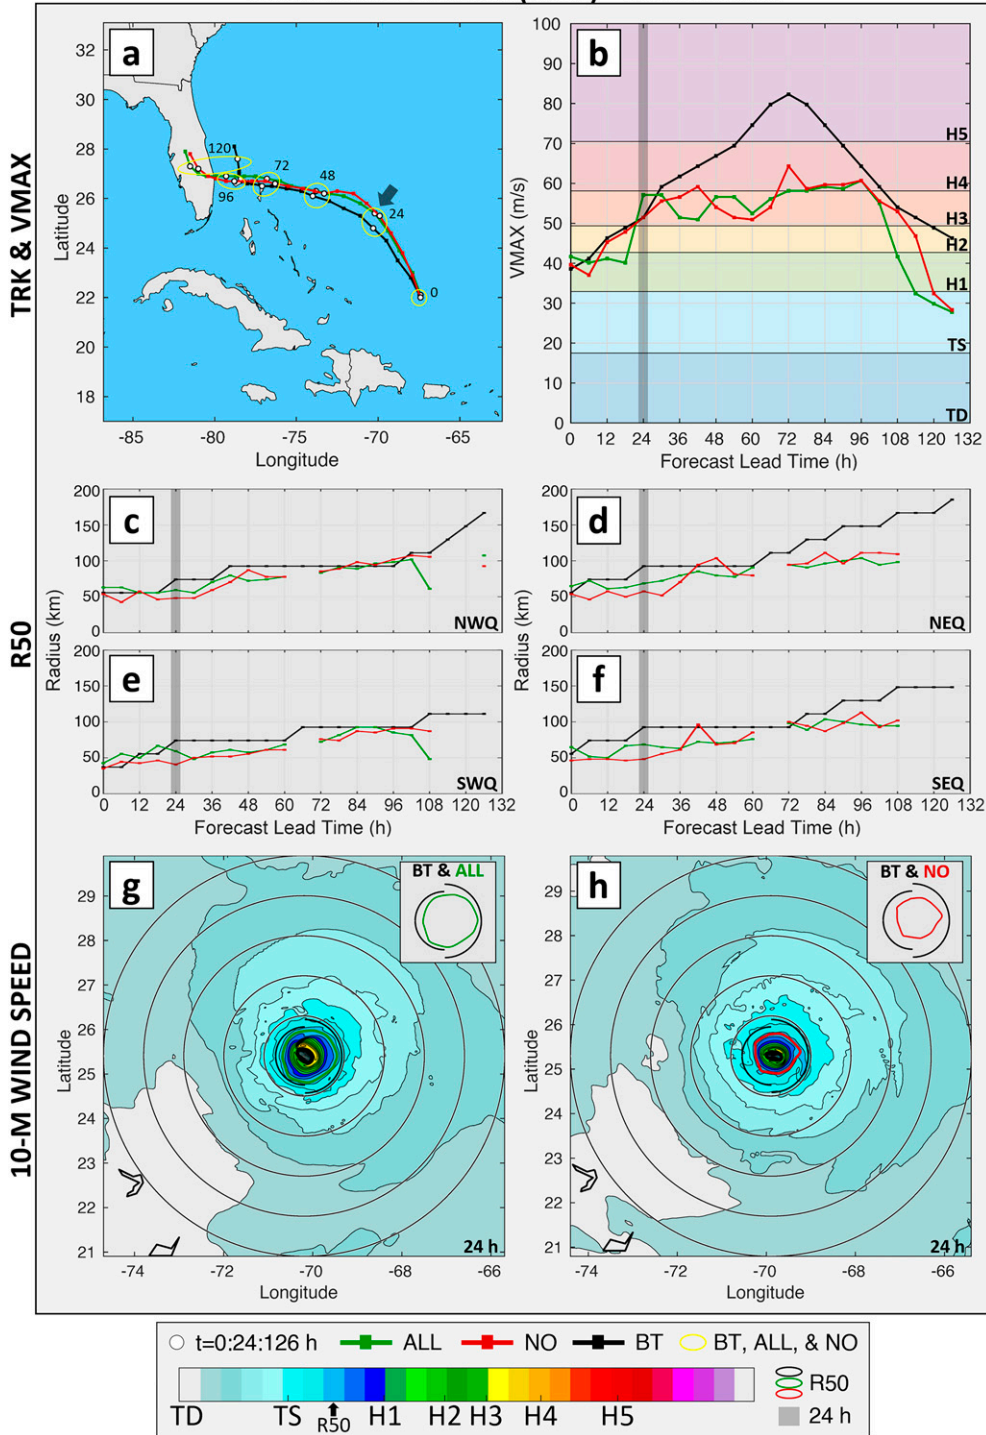 TRK & VMAX
a
32
30
28
26
24
22
20
18
Latitude
120
96
72
48
24
0
-85 -80 -75 -70 -65
Longitude
b
100
90
80
70
60
50
40
30
20
10
0
VMAX (m/s)
H5
H4
H3
H2
H1
TS
TD
0 12 24 36 48 60 72 84 96 108 120 132
Forecast Lead Time (h)
R50
c
200
150
100
50
0
Radius (km)
NWQ
d
200
150
100
50
0
Radius (km)
NEQ
e
200
150
100
50
0
SWQ
0 12 24 36 48 60 72 84 96 108 120 132
Forecast Lead Time (h)
f
200
150
100
50
0
SEQ
0 12 24 36 48 60 72 84 96 108 120 132
Forecast Lead Time (h)
10-M WIND SPEED
g
BT & ALL
29
28
27
26
25
24
23
22
21
Latitude
24 h
-74 -72 -70 -68 -66
Longitude
h
BT & NO
29
28
27
26
25
24
23
22
21
Latitude
24 h
-74 -72 -70 -68 -66
Longitude
t=0:24:126 h ALL NO BT BT, ALL, & NO
TD TS R50 H1 H2 H3 H4 H5
R50
24 h